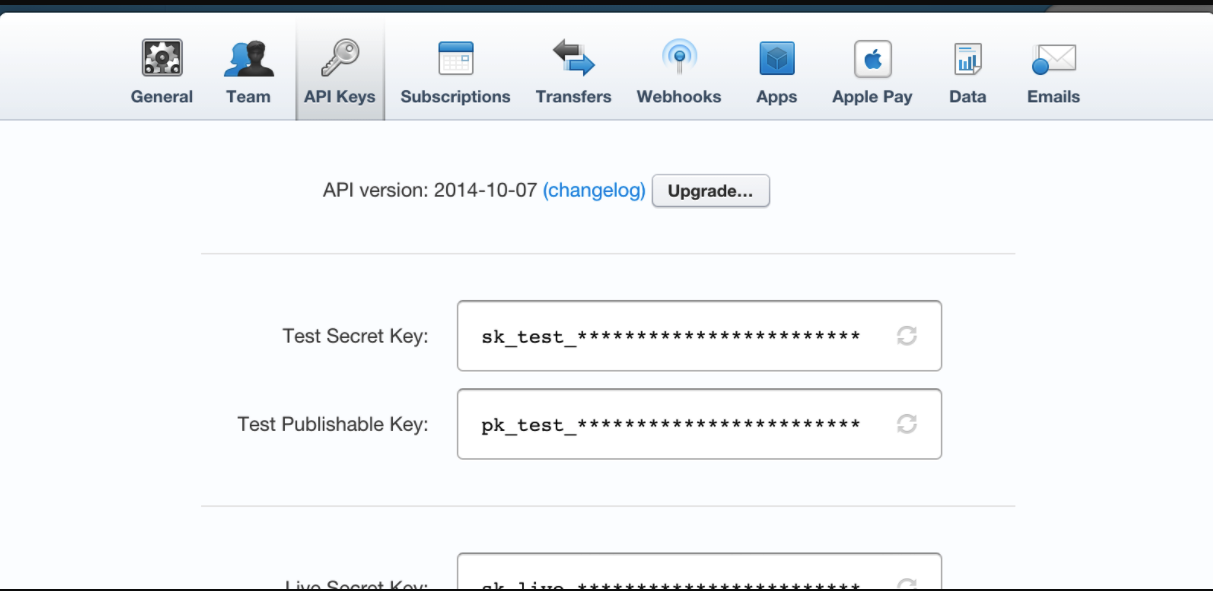 General Team API Keys Subscriptions Transfers Webhooks Apps Apple Pay Data Emails
API version: 2014-10-07 (changelog) Upgrade...
Test Secret Key: sk_test_************************
Test Publishable Key: pk_test_************************
Live Secret Key: sk_live_************************